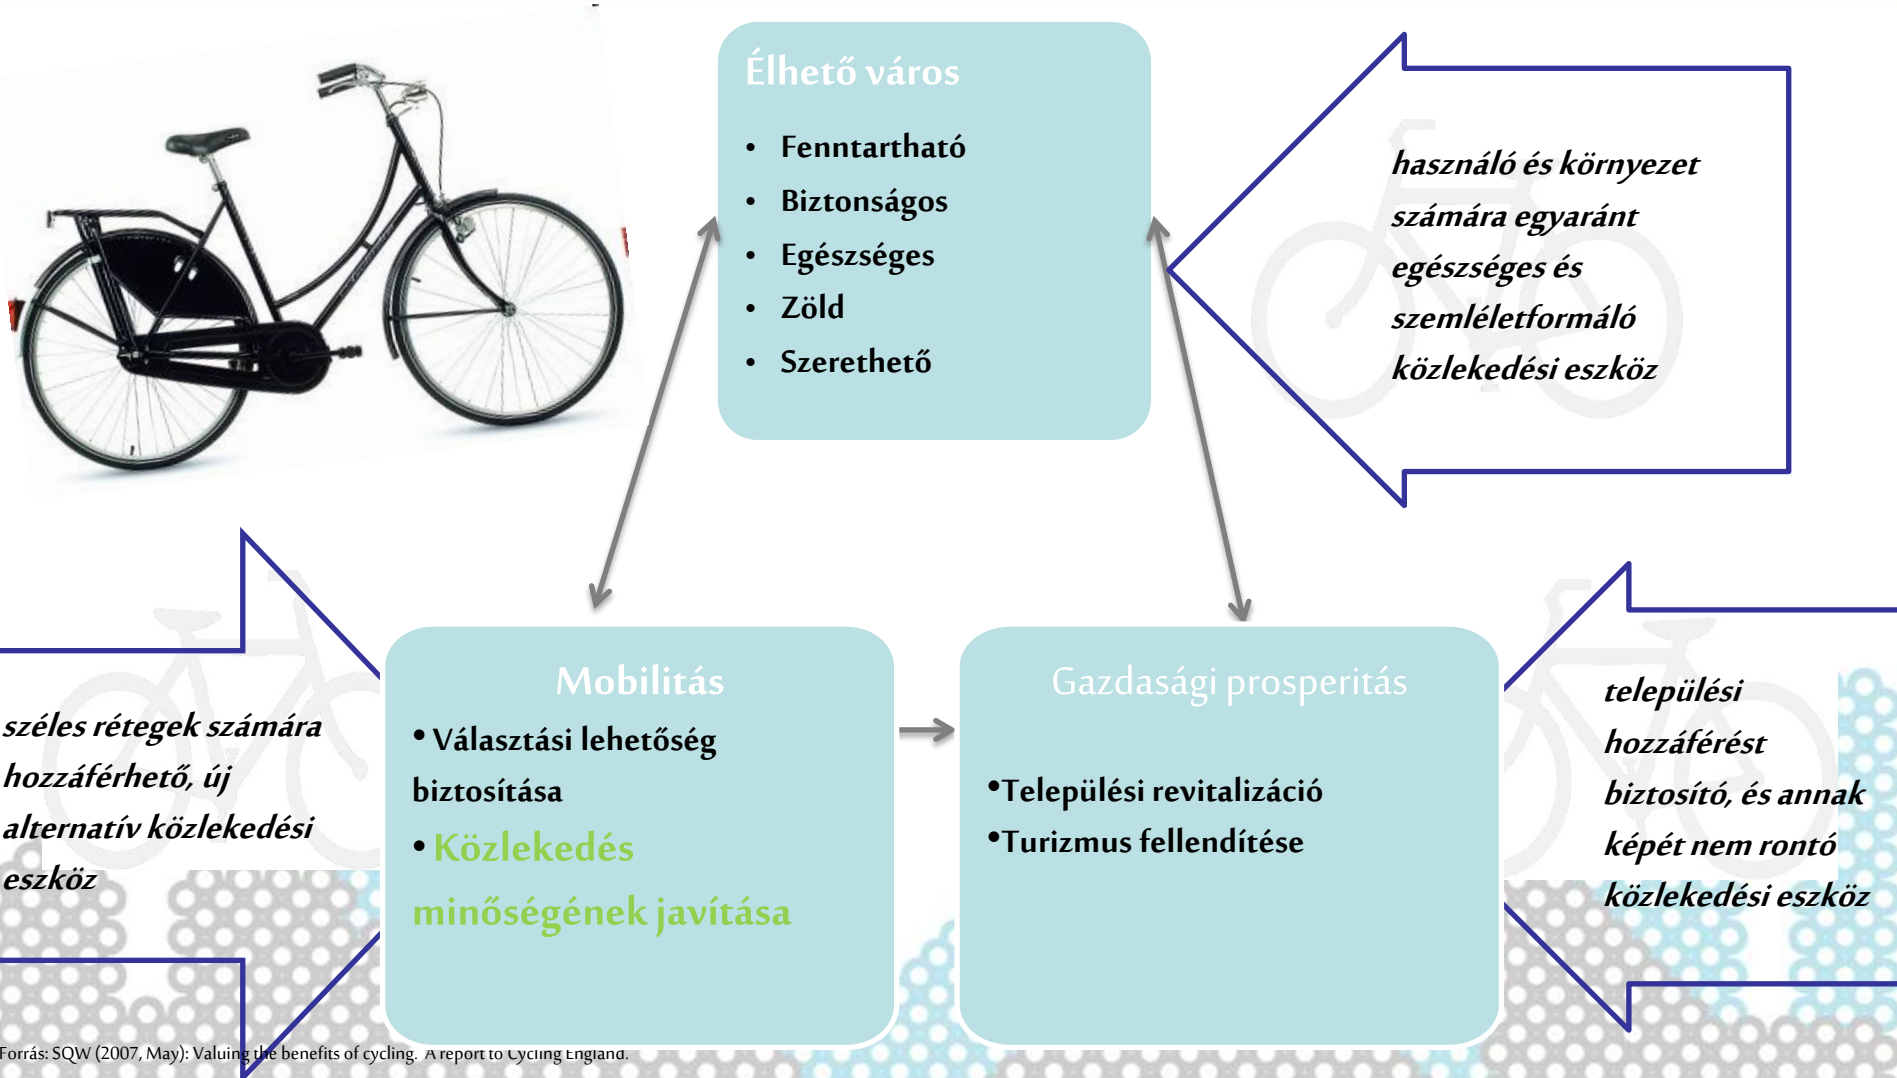 Élhető város
• Fenntartható
• Biztonságos
• Egészséges
• Zöld
• Szerethető
használó és környezet
számára egyaránt
egészséges és
szemléletformáló
közlekedési eszköz
széles rétegek számára
hozzáférhető, új
alternatív közlekedési
eszköz
Mobilitás
• Választási lehetőség
biztosítása
• Közlekedés
minőségének javítása
Gazdasági prosperitás
•Települési revitalizáció
•Turizmus fellendítése
települési
hozzáférést
biztosító, és annak
képét nem rontó
közlekedési eszköz
Forrás: SQW (2007, May): Valuing the benefits of cycling. A report to Cycling England.